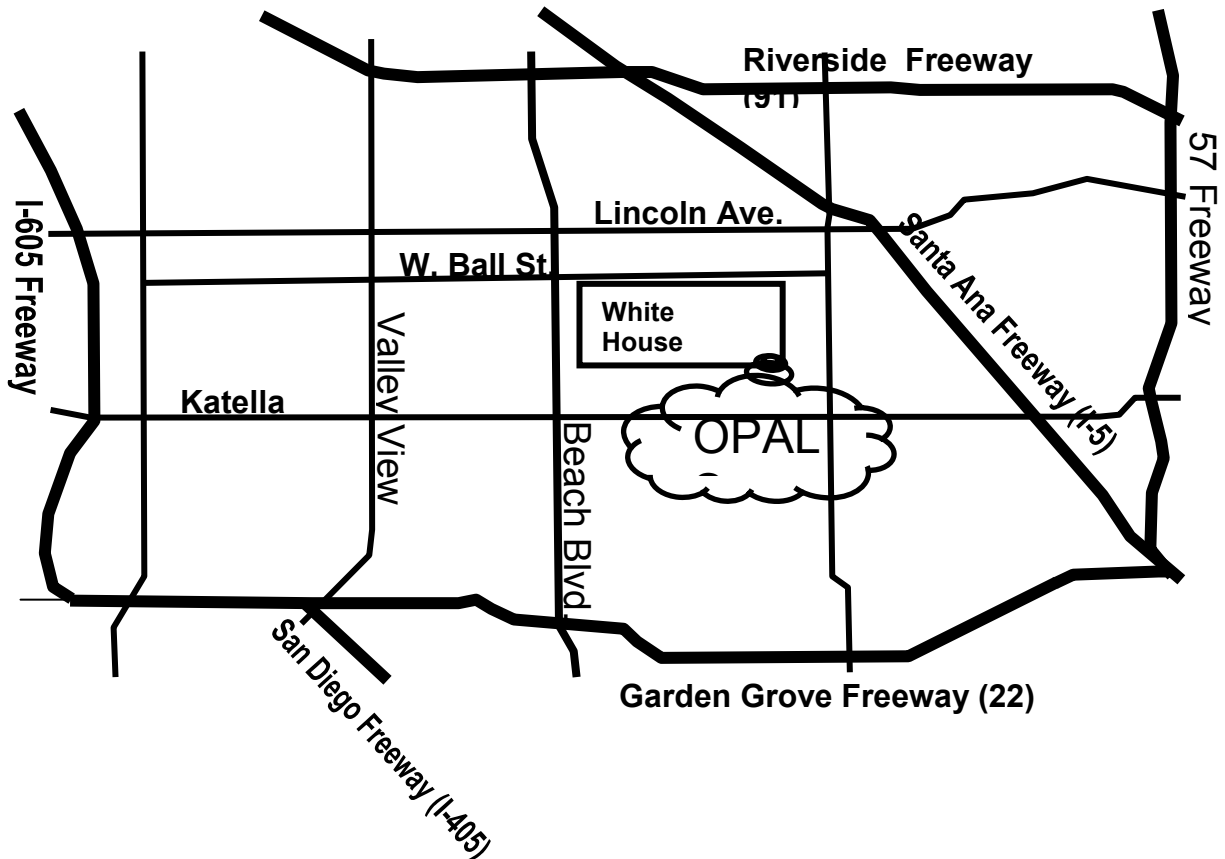 Riverside Freeway
(91)
57 Freeway
I-605 Freeway
Lincoln Ave.
Santa Ana Freeway (I-5)
W. Ball St.
White
House
Valley View
Katella
OPAL
Beach Blvd.
San Diego Freeway (I-405)
Garden Grove Freeway (22)